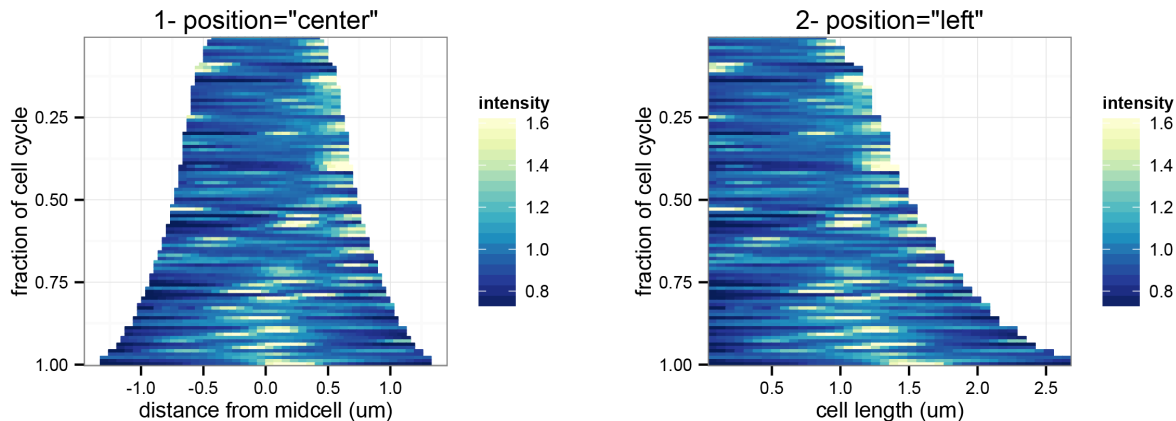 1- position="center"
fraction of cell cycle
0.25
0.50
0.75
1.00
-1.0 -0.5 0.0 0.5 1.0
distance from midcell (um)
intensity
1.6
1.4
1.2
1.0
0.8
2- position="left"
fraction of cell cycle
0.25
0.50
0.75
1.00
0.5 1.0 1.5 2.0 2.5
cell length (um)
intensity
1.6
1.4
1.2
1.0
0.8